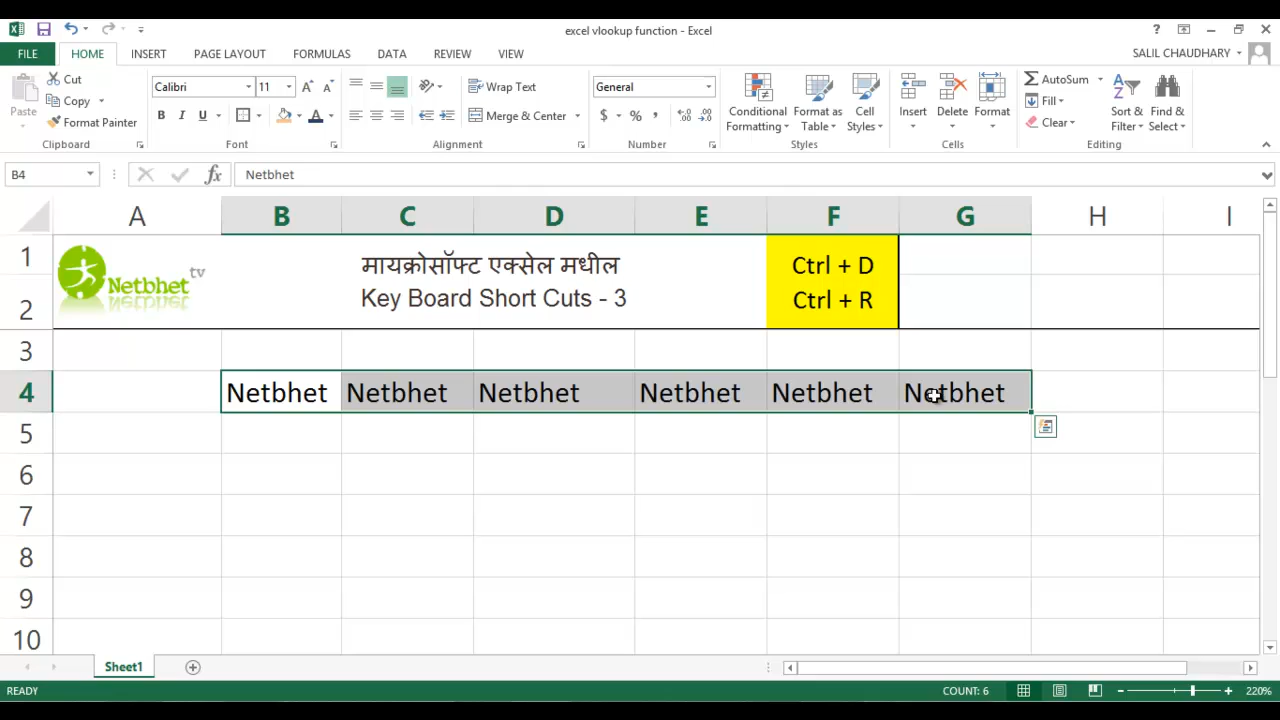 excel vlookup function - Excel
SALIL CHAUDHARY
FILE HOME INSERT PAGE LAYOUT FORMULAS DATA REVIEW VIEW
Cut
Copy
Format Painter
Paste
Clipboard
Calibri 11
B I U
Font
Wrap Text
Merge & Center
Alignment
General
$ % ,
Number
Conditional Formatting
Format as Table
Cell Styles
Styles
Insert
Delete
Format
Cells
AutoSum
Fill
Clear
Sort & Filter
Find & Select
Editing
B4 fx Netbhet
A B C D E F G H I
1
2
Netbhet tv
मायक्रोसॉफ्ट एक्सेल मधील
Key Board Short Cuts - 3
Ctrl + D
Ctrl + R
3
4 Netbhet Netbhet Netbhet Netbhet Netbhet Netbhet
5
6
7
8
9
10
Sheet1
READY COUNT: 6 220%